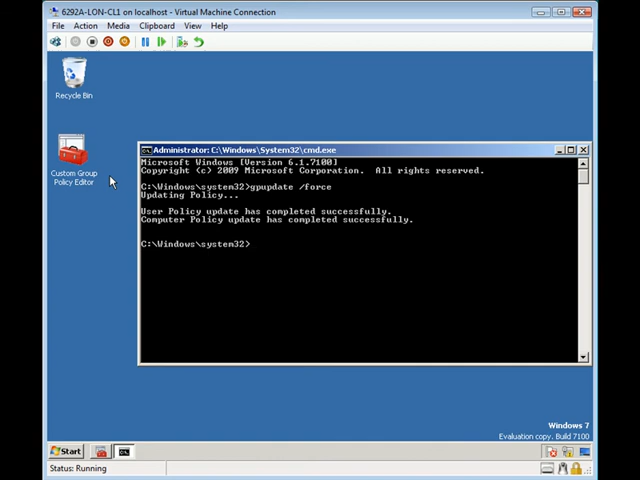 6292A-LON-CL1 on localhost - Virtual Machine Connection
File Action Media Clipboard View Help
Recycle Bin
Custom Group
Policy Editor
Administrator: C:\Windows\System32\cmd.exe
Microsoft Windows [Version 6.1.7100]
Copyright (c) 2009 Microsoft Corporation. All rights reserved.
C:\Windows\system32>gpupdate /force
Updating Policy...
User Policy update has completed successfully.
Computer Policy update has completed successfully.
C:\Windows\system32>
Windows 7
Evaluation copy. Build 7100
Start
Status: Running